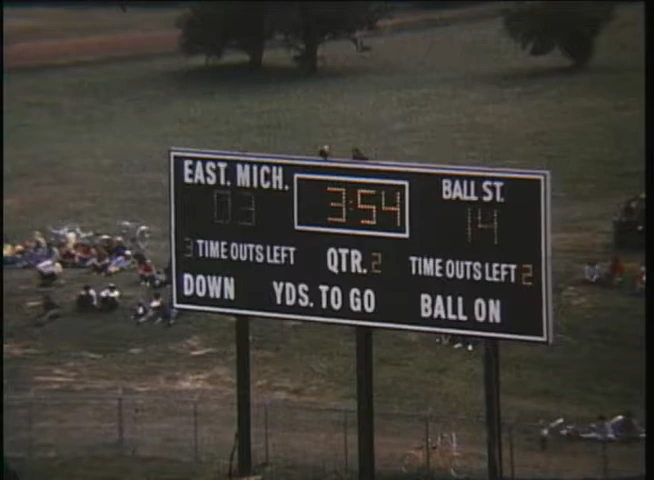 EAST. MICH. 3:54 BALL ST.
03 14
3 TIME OUTS LEFT QTR. 2 TIME OUTS LEFT 2
DOWN YDS. TO GO BALL ON